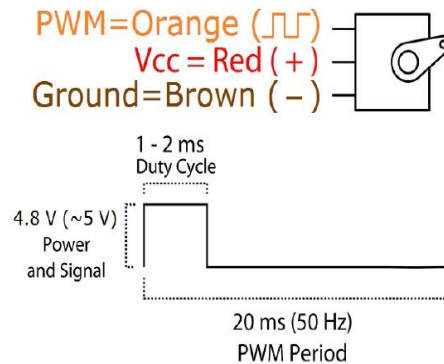 PWM=Orange (⎍⎍)
Vcc = Red (+)
Ground=Brown (−)
1 - 2 ms
Duty Cycle
4.8 V (~5 V)
Power
and Signal
20 ms (50 Hz)
PWM Period